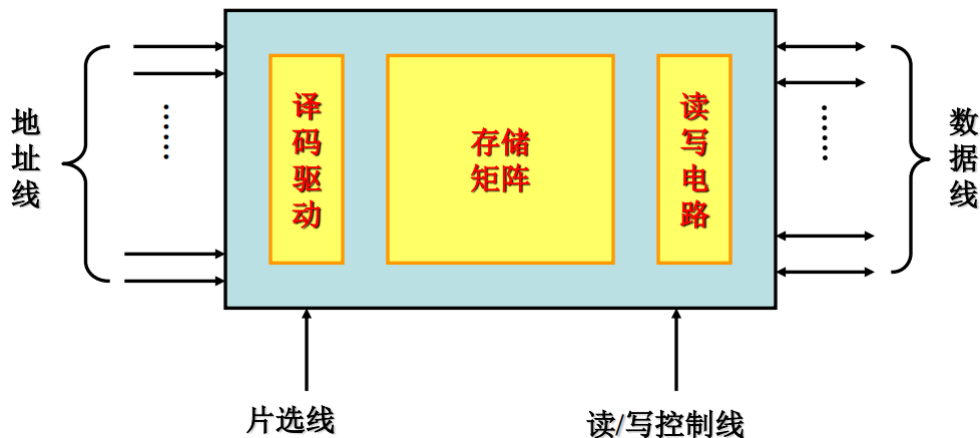 地址线
译码驱动
存储
矩阵
读写电路
数据线
片选线
读/写控制线